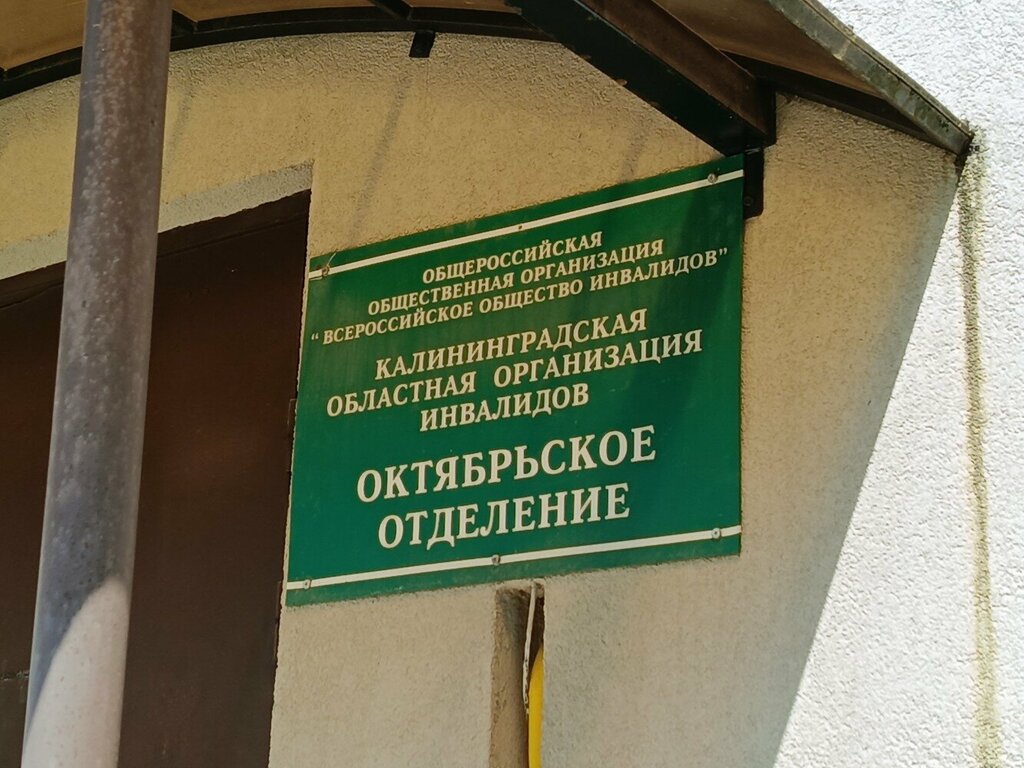 ОБЩЕРОССИЙСКАЯ
ОБЩЕСТВЕННАЯ ОРГАНИЗАЦИЯ
“ВСЕРОССИЙСКОЕ ОБЩЕСТВО ИНВАЛИДОВ”
КАЛИНИНГРАДСКАЯ
ОБЛАСТНАЯ ОРГАНИЗАЦИЯ
ИНВАЛИДОВ
ОКТЯБРЬСКОЕ
ОТДЕЛЕНИЕ